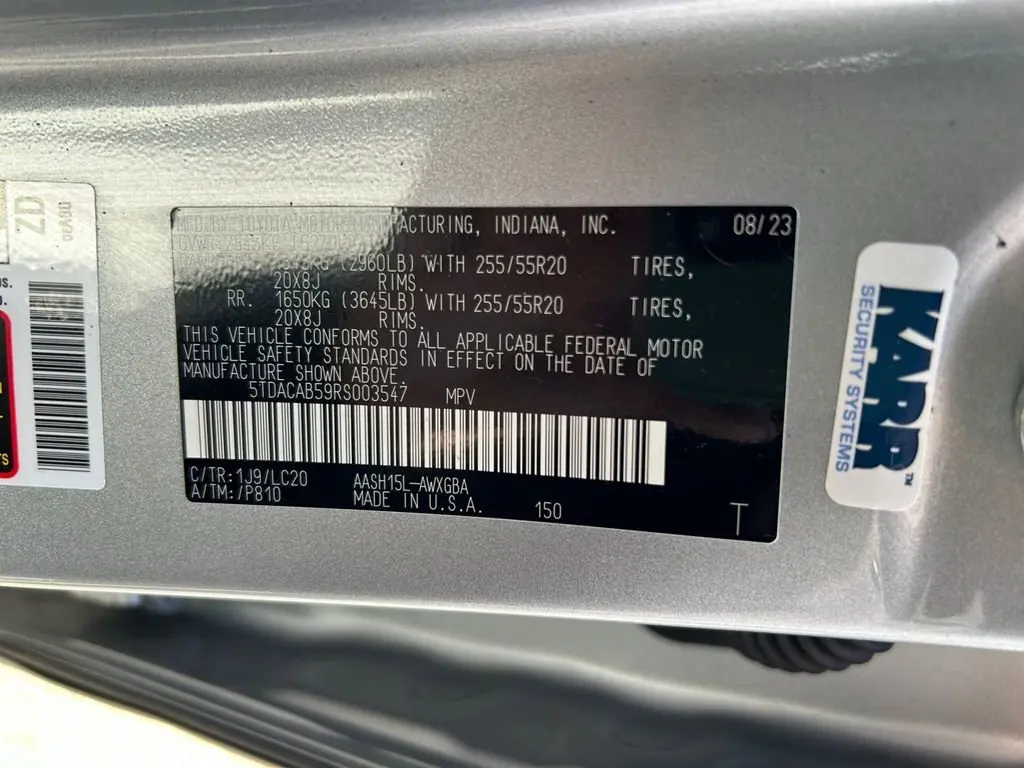 MFD.BY:TOYOTA MOTOR MANUFACTURING, INDIANA, INC. 08/23
KG (2960LB) WITH 255/55R20 TIRES,
20X8J RIMS.
RR. 1650KG (3645LB) WITH 255/55R20 TIRES,
20X8J RIMS.
THIS VEHICLE CONFORMS TO ALL APPLICABLE FEDERAL MOTOR
VEHICLE SAFETY STANDARDS IN EFFECT ON THE DATE OF
MANUFACTURE SHOWN ABOVE.
5TDACAB59RS003547 MPV
C/TR:1J9/LC20 AASH15L-AWXGBA
A/TM:/P810 MADE IN U.S.A. 150 T
KARR
SECURITY SYSTEMS
TM
ZD
0ZA90